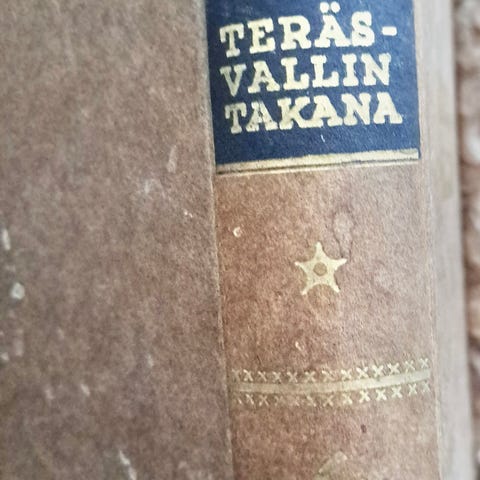 TERÄS-
VALLIN
TAKANA